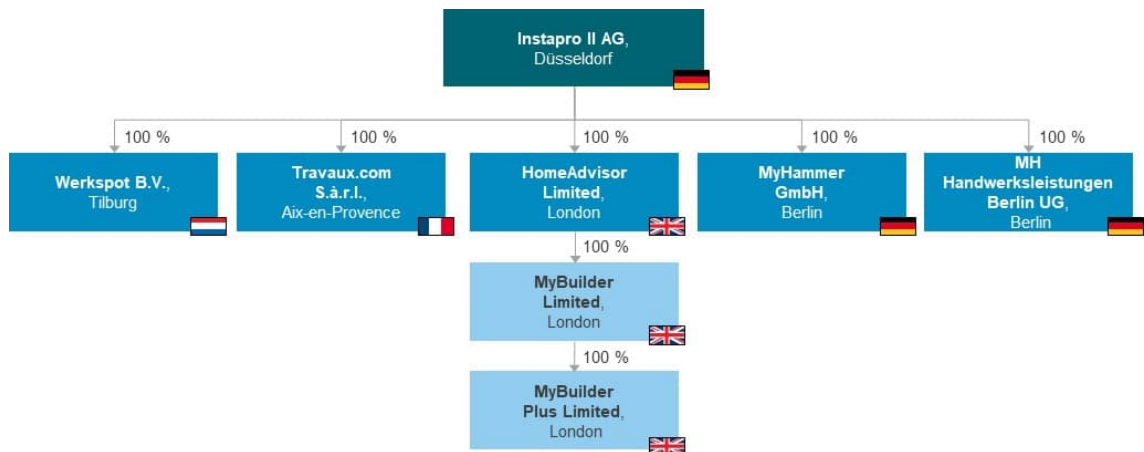 Instapro II AG,
Düsseldorf
100 %
100 %
100 %
100 %
100 %
Werkspot B.V.,
Tilburg
Travaux.com
S.à.r.l.,
Aix-en-Provence
HomeAdvisor
Limited,
London
MyHammer
GmbH,
Berlin
MH
Handwerksleistungen
Berlin UG,
Berlin
100 %
MyBuilder
Limited,
London
100 %
MyBuilder
Plus Limited,
London